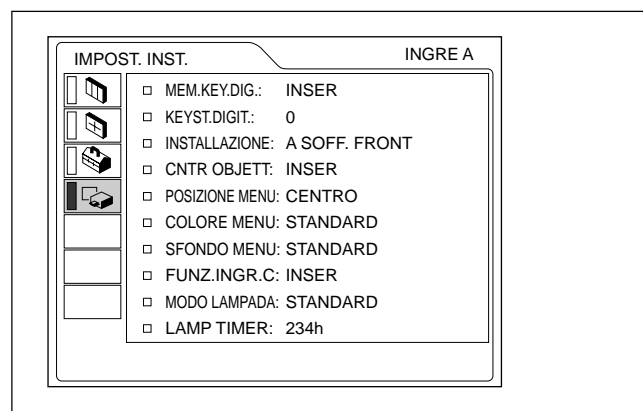 IMPOST. INST. INGRE A
MEM.KEY.DIG.: INSER
KEYST.DIGIT.: 0
INSTALLAZIONE: A SOFF. FRONT
CNTR OBJETT: INSER
POSIZIONE MENU: CENTRO
COLORE MENU: STANDARD
SFONDO MENU: STANDARD
FUNZ.INGR.C: INSER
MODO LAMPADA: STANDARD
LAMP TIMER: 234h